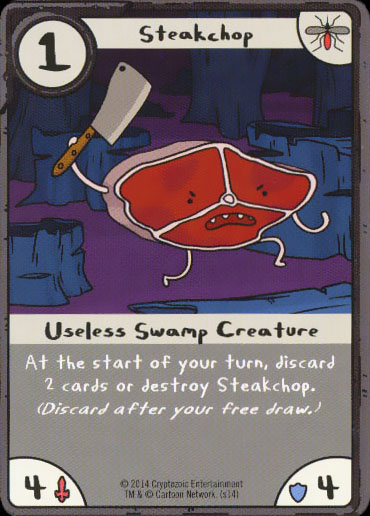 1
Steakchop
Useless Swamp Creature
At the start of your turn, discard
2 cards or destroy Steakchop.
(Discard after your free draw.)
4
© 2014 Cryptozoic Entertainment
TM & © Cartoon Network. (s14)
4